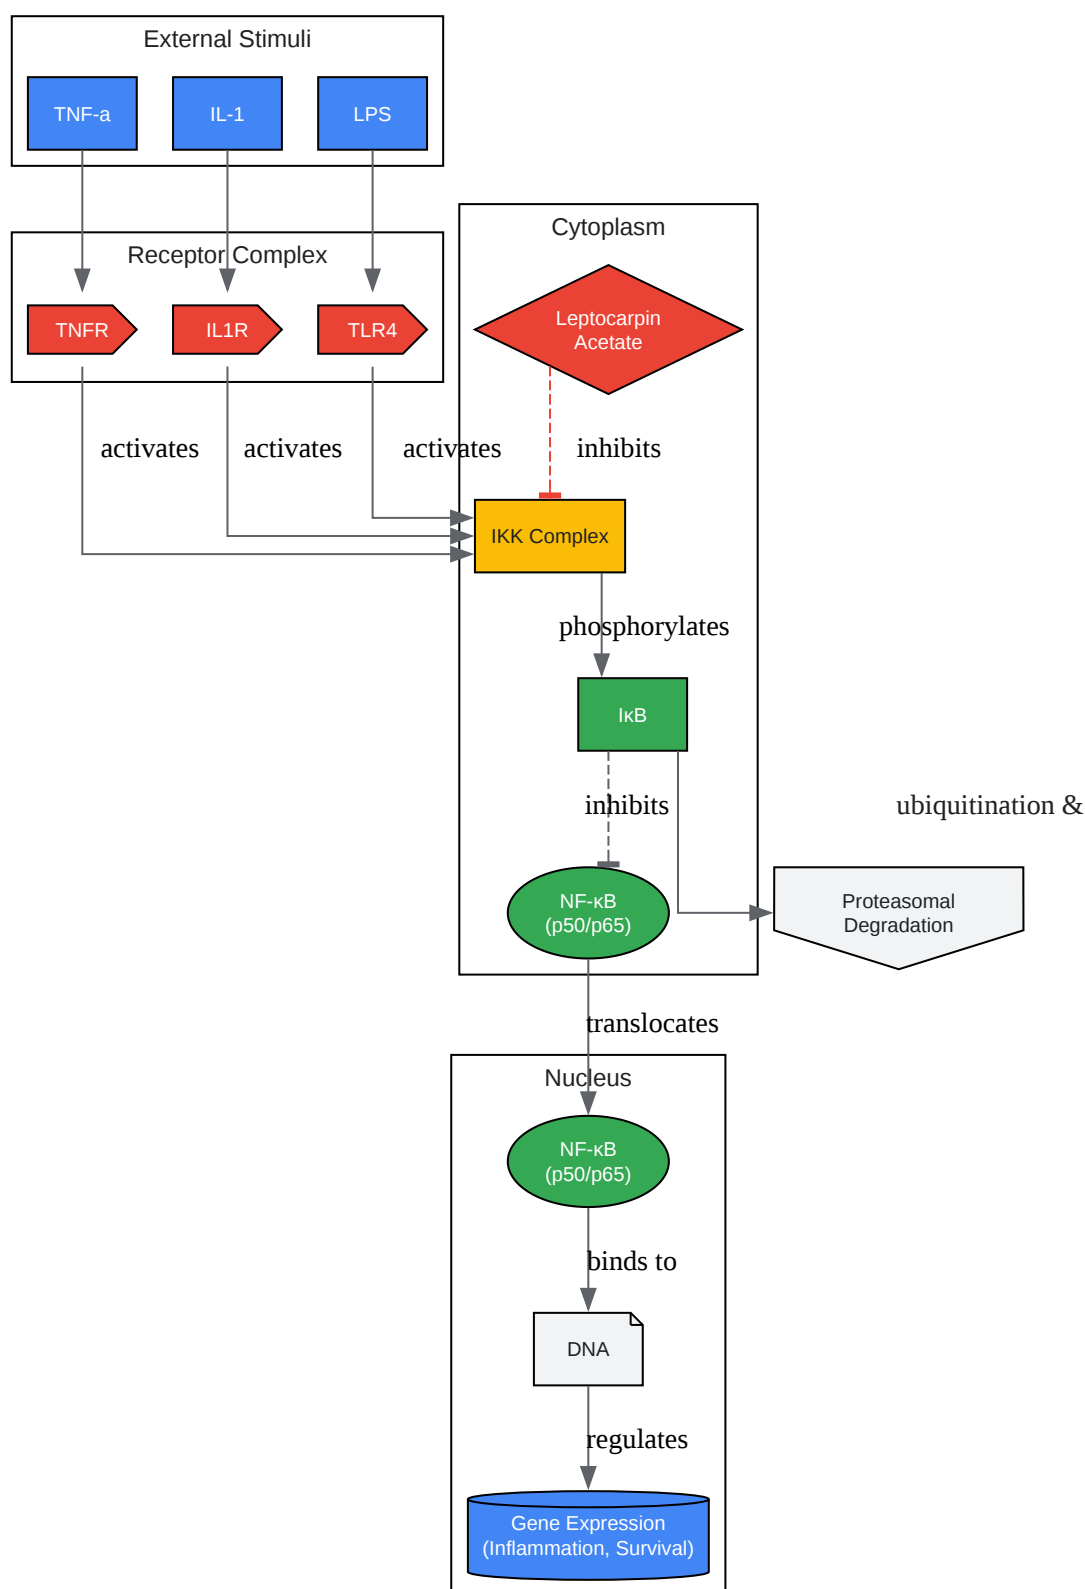 External Stimuli
TNF-a
IL-1
LPS
Receptor Complex
TNFR
IL1R
TLR4
Cytoplasm
Leptocarpin
Acetate
activates
activates
activates
inhibits
IKK Complex
phosphorylates
IκB
inhibits
ubiquitination &
NF-κB
(p50/p65)
Proteasomal
Degradation
translocates
Nucleus
NF-κB
(p50/p65)
binds to
DNA
regulates
Gene Expression
(Inflammation, Survival)